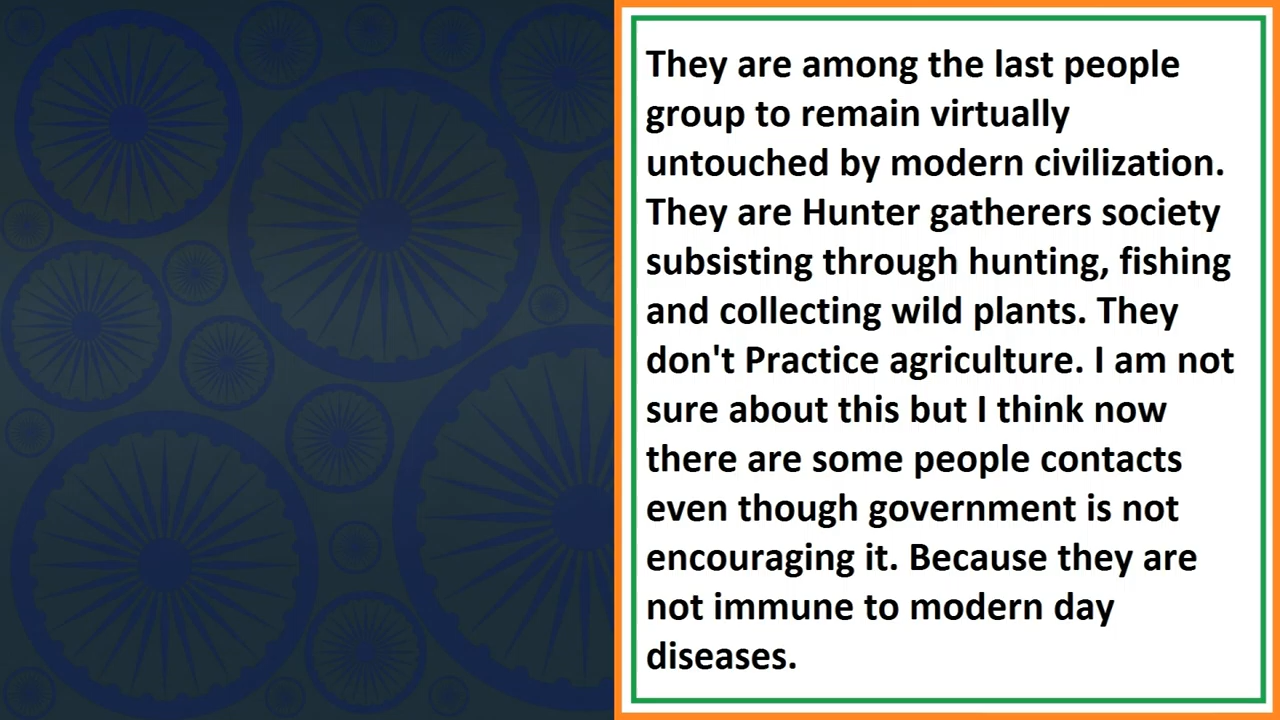 They are among the last people
group to remain virtually
untouched by modern civilization.
They are Hunter gatherers society
subsisting through hunting, fishing
and collecting wild plants. They
don't Practice agriculture. I am not
sure about this but I think now
there are some people contacts
even though government is not
encouraging it. Because they are
not immune to modern day
diseases.